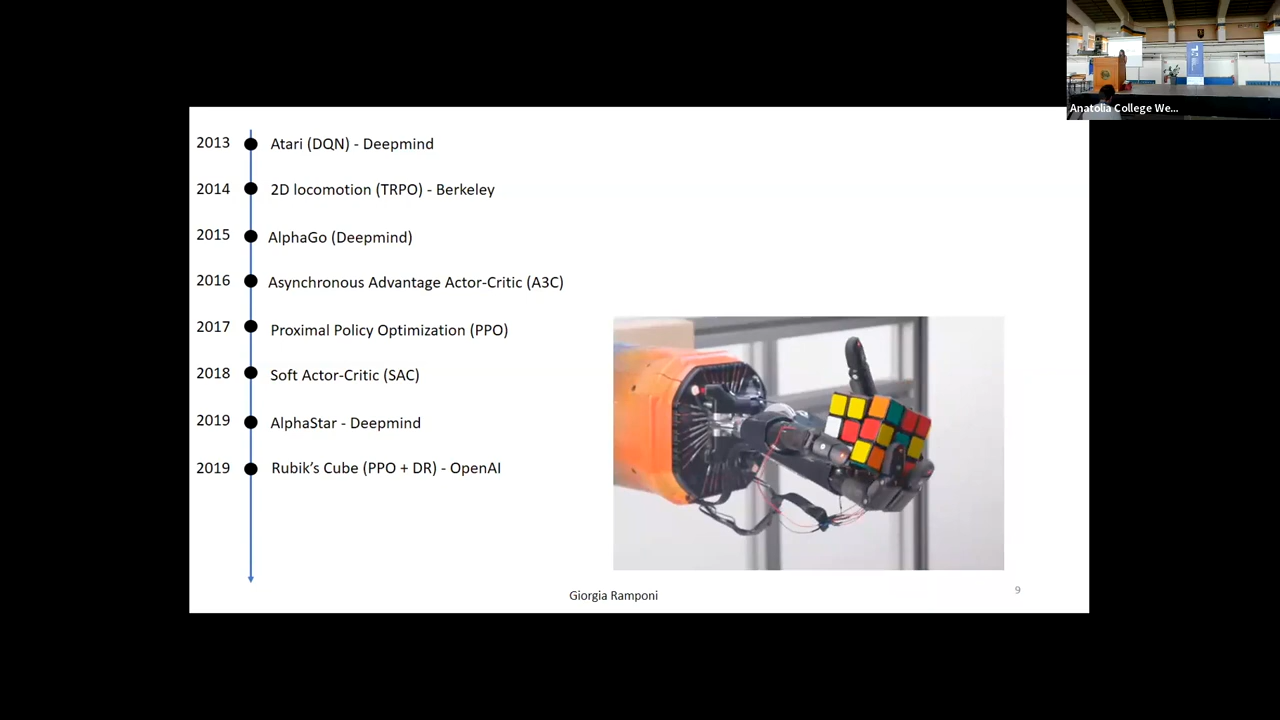 Anatolia College We...
2013 Atari (DQN) - Deepmind
2014 2D locomotion (TRPO) - Berkeley
2015 AlphaGo (Deepmind)
2016 Asynchronous Advantage Actor-Critic (A3C)
2017 Proximal Policy Optimization (PPO)
2018 Soft Actor-Critic (SAC)
2019 AlphaStar - Deepmind
2019 Rubik’s Cube (PPO + DR) - OpenAI
Giorgia Ramponi
9